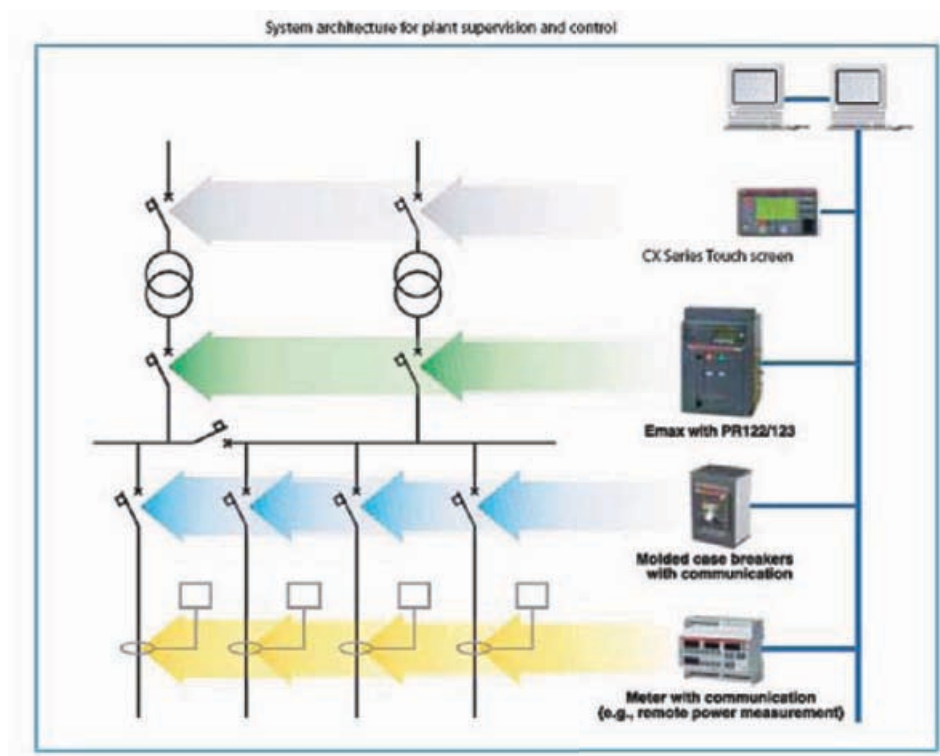 System architecture for plant supervision and control
CX Series Touch screen
Emax with PR122/123
Molded case breakers
with communication
Meter with communication
(e.g., remote power measurement)